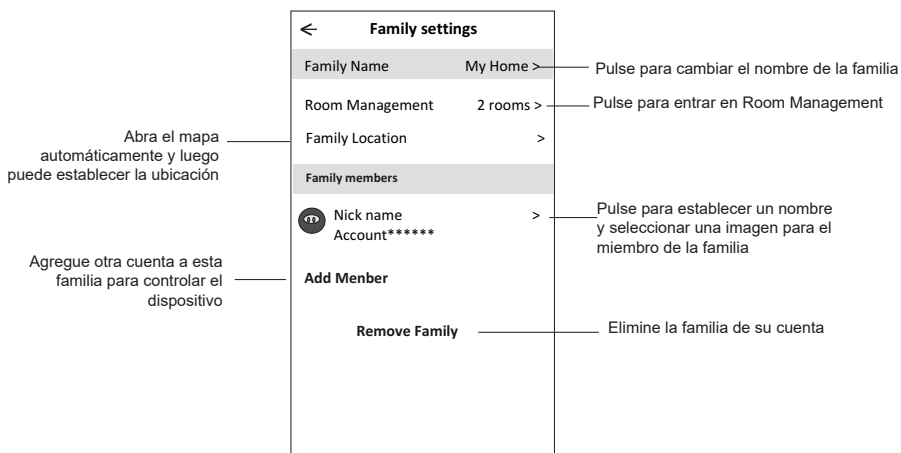 ← Family settings
Family Name My Home >
Pulse para cambiar el nombre de la familia
Room Management 2 rooms >
Pulse para entrar en Room Management
Abra el mapa
automáticamente y luego
puede establecer la ubicación
Family Location >
Family members
Nick name >
Account******
Pulse para establecer un nombre
y seleccionar una imagen para el
miembro de la familia
Agregue otra cuenta a esta
familia para controlar el
dispositivo
Add Menber
Remove Family
Elimine la familia de su cuenta